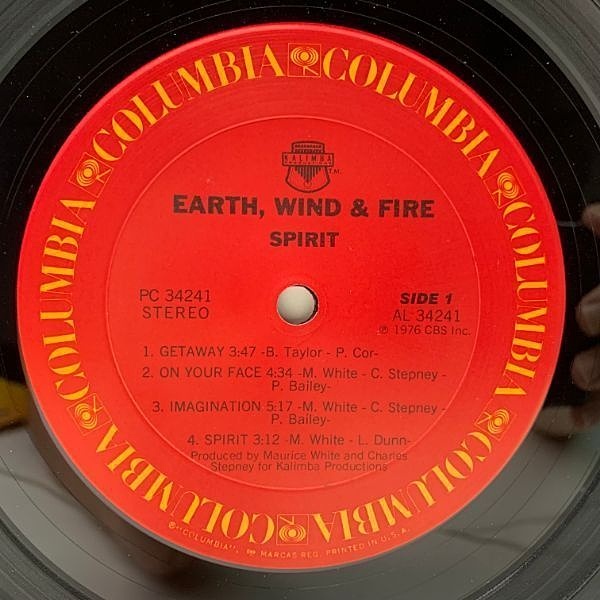 COLUMBIA COLUMBIA COLUMBIA COLUMBIA COLUMBIA COLUMBIA COLUMBIA
KALIMBA
T.M.
EARTH, WIND & FIRE
SPIRIT
PC 34241
STEREO
SIDE 1
AL 34241
℗ 1976 CBS Inc.
1. GETAWAY 3:47 -B. Taylor - P. Cor-
2. ON YOUR FACE 4:34 -M. White - C. Stepney -
P. Bailey-
3. IMAGINATION 5:17 -M. White - C. Stepney -
P. Bailey-
4. SPIRIT 3:12 -M. White - L. Dunn-
Produced by Maurice White and Charles
Stepney for Kalimba Productions
"COLUMBIA", MARCAS REG. PRINTED IN U.S.A.